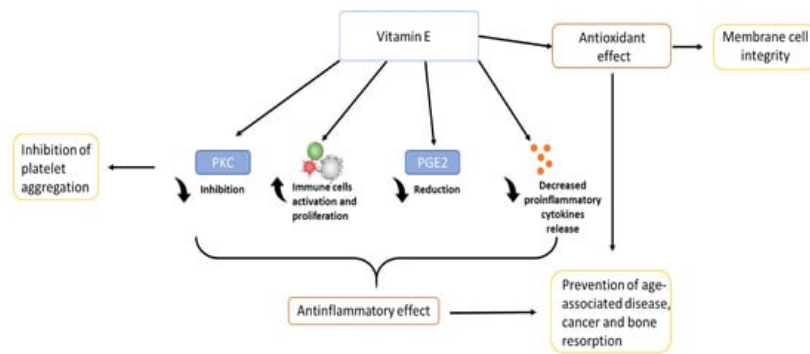 Vitamin E
Antioxidant
effect
Membrane cell
integrity
Inhibition of
platelet
aggregation
PKC
Inhibition
Immune cells
activation and
proliferation
PGE2
Reduction
Decreased
proinflammatory
cytokines
release
Antinflammatory effect
Prevention of age-
associated disease,
cancer and bone
resorption